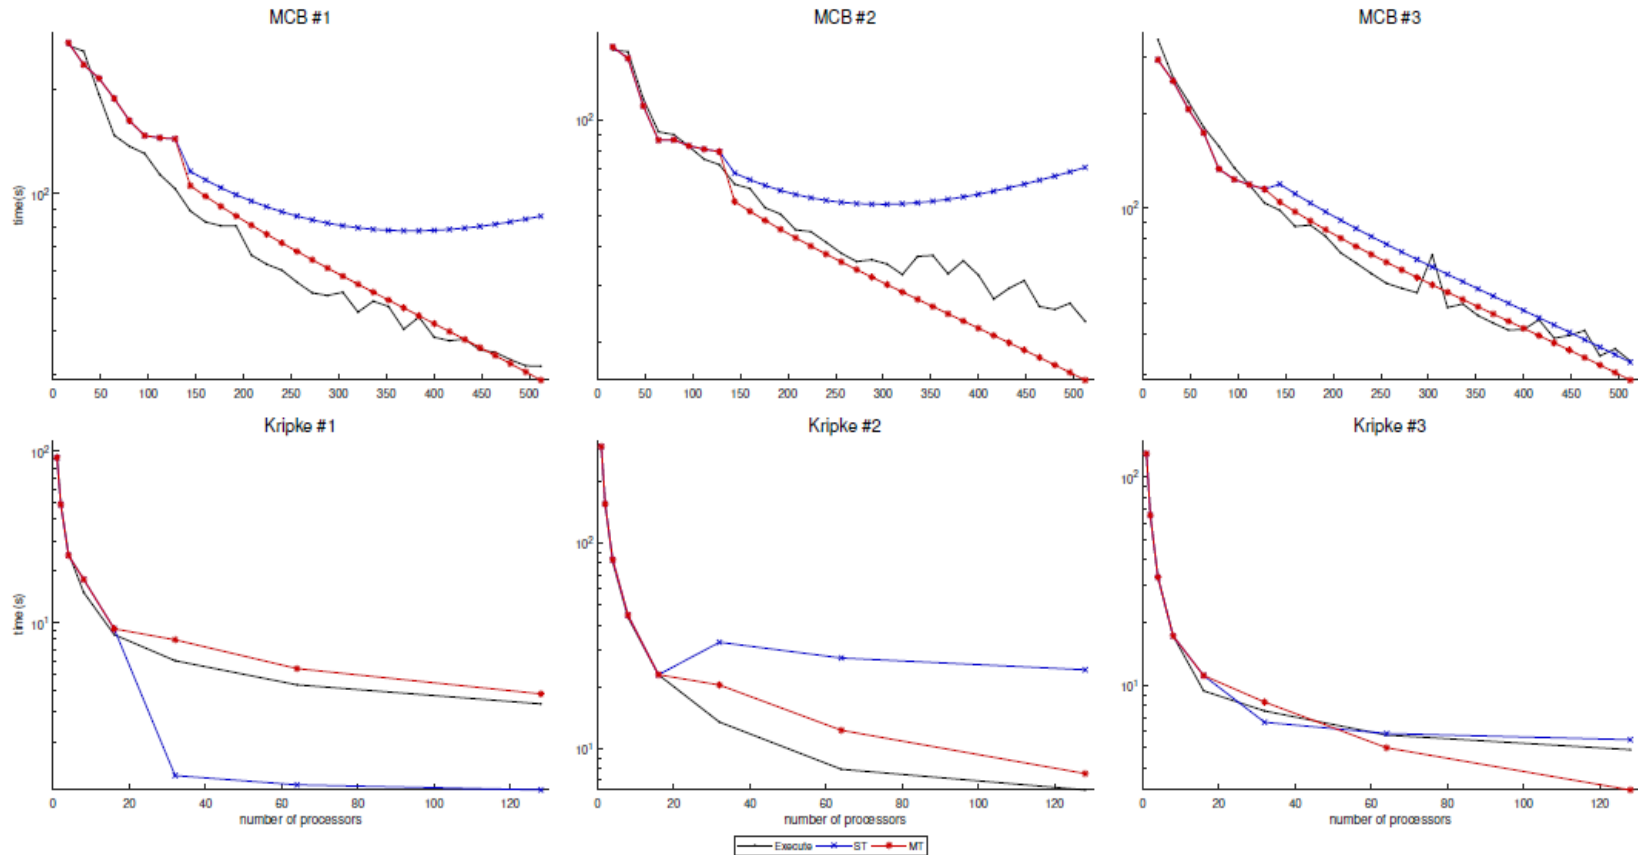 MCB #1
MCB #2
MCB #3
time(s)
10²
0 50 100 150 200 250 300 350 400 450 500
10²
0 50 100 150 200 250 300 350 400 450 500
10²
0 50 100 150 200 250 300 350 400 450 500
Kripke #1
Kripke #2
Kripke #3
time(s)
10²
10¹
0 20 40 60 80 100 120
number of processors
10²
10¹
0 20 40 60 80 100 120
number of processors
10²
10¹
0 20 40 60 80 100 120
number of processors
Execute ST MT